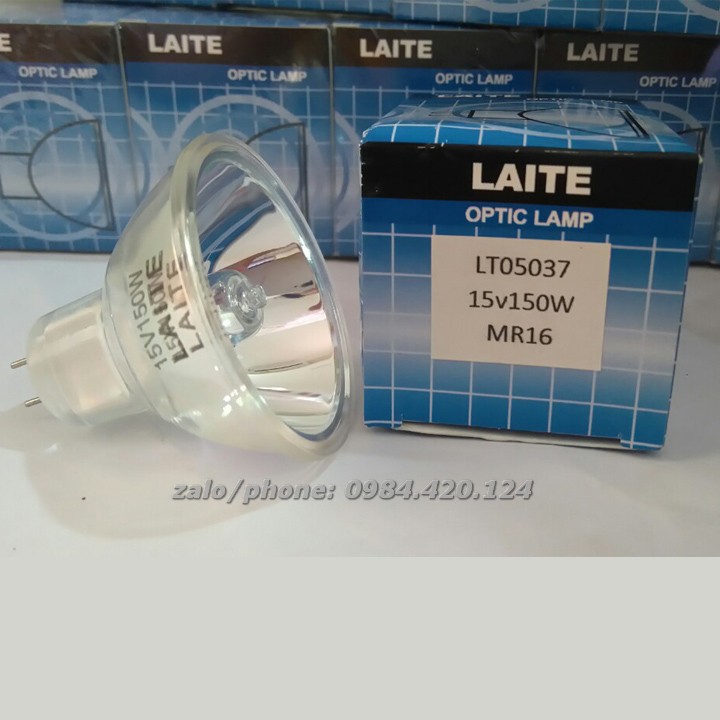 LAITE
OPTIC LAMP
LAITE
OPTIC LAMP
LAITE
OPTIC LAMP
LAITE
LAITE
OPTIC LAMP
LT05037
15v150W
MR16
15V150W
LAITE
zalo/phone: 0984.420.124